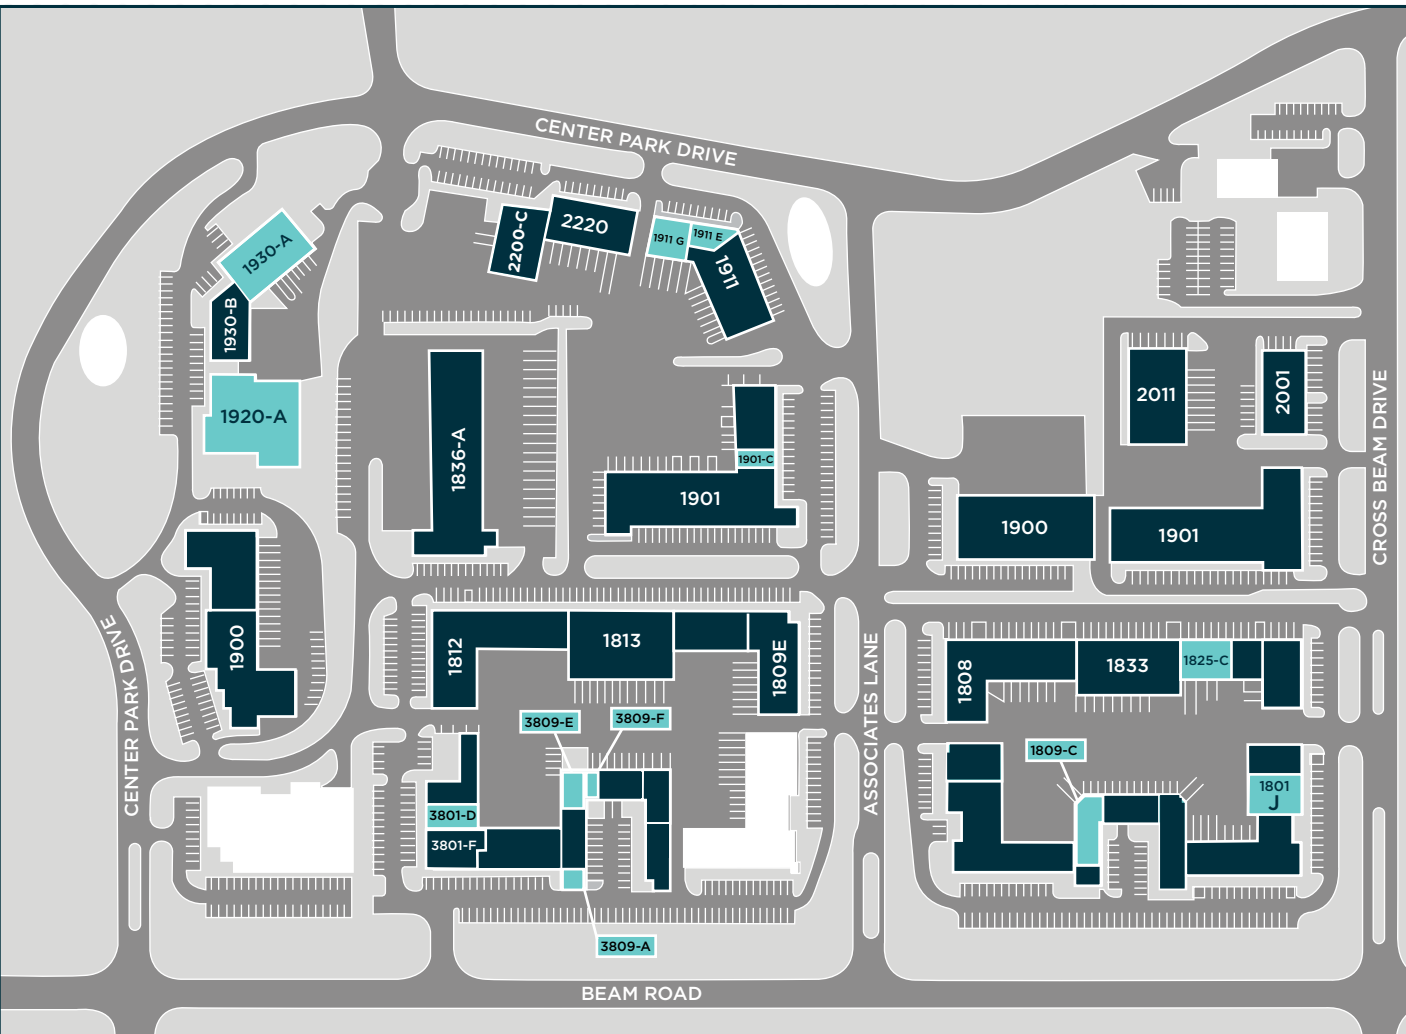 CENTER PARK DRIVE
2200-C
2220
1911 G
1911 E
1911
1930-A
1930-B
1920-A
1836-A
1901-C
1901
2011
2001
CROSS BEAM DRIVE
1900
1901
1900
CENTER PARK DRIVE
1812
1813
1809E
ASSOCIATES LANE
1808
1833
1825-C
3809-E
3809-F
1809-C
1801
J
3801-D
3801-F
3809-A
BEAM ROAD